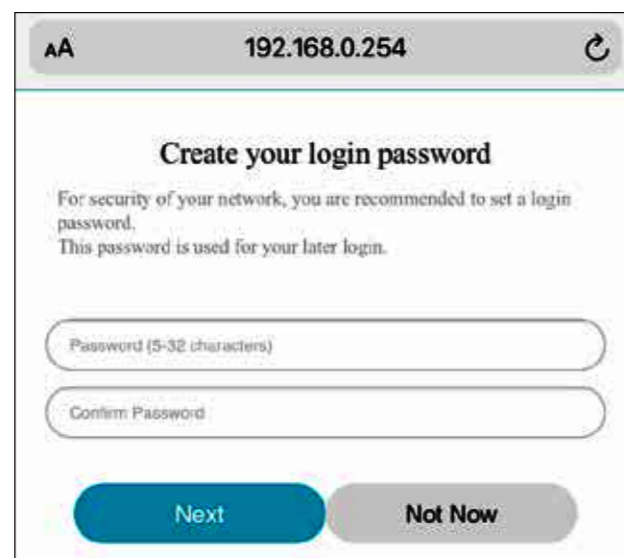 AA 192.168.0.254
Create your login password
For security of your network, you are recommended to set a login
password.
This password is used for your later login.
Password (5-32 characters)
Confirm Password
Next Not Now